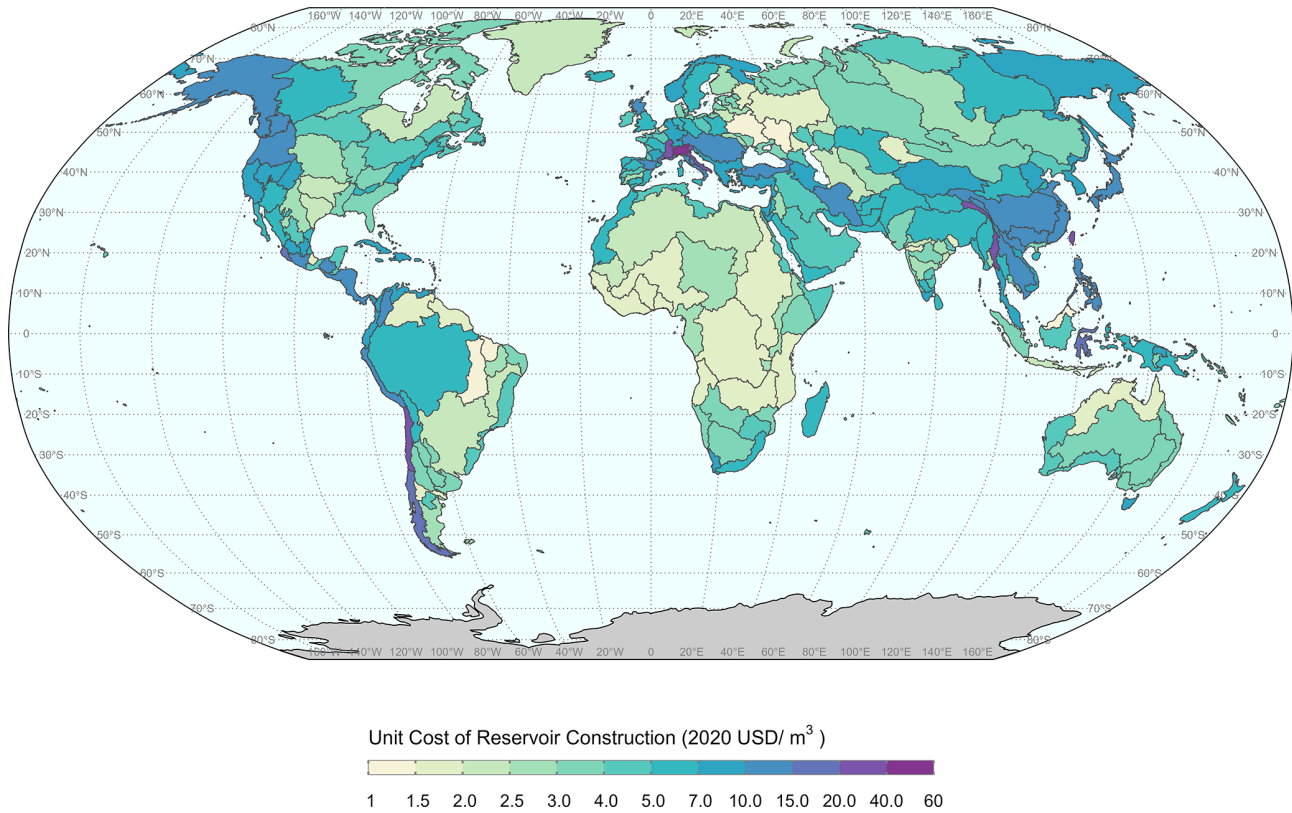 160°W 140°W 120°W 100°W 80°W 60°W 40°W 20°W 0 20°E 40°E 60°E 80°E 100°E 120°E 140°E 160°E
80°N 80°N
70°N
60°N 60°N
50°N 50°N
40°N 40°N
30°N 30°N
20°N 20°N
10°N 10°N
0 0
10°S 10°S
20°S 20°S
30°S 30°S
40°S 40°S
50°S 50°S
60°S 60°S
70°S 70°S
80°S 80°S
160°W 140°W 120°W 100°W 80°W 60°W 40°W 20°W 0 20°E 40°E 60°E 80°E 100°E 120°E 140°E 160°E
Unit Cost of Reservoir Construction (2020 USD/ m³ )
1 1.5 2.0 2.5 3.0 4.0 5.0 7.0 10.0 15.0 20.0 40.0 60